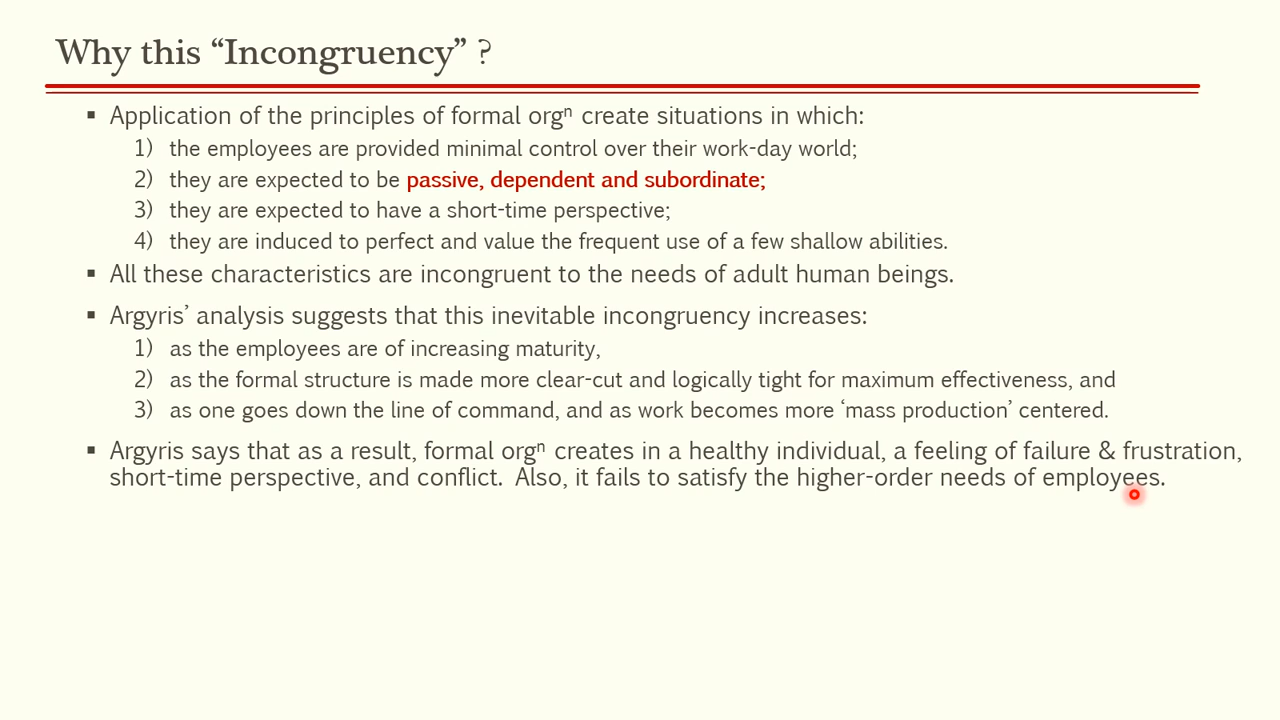 Why this “Incongruency” ?
▪ Application of the principles of formal orgⁿ create situations in which:
1) the employees are provided minimal control over their work-day world;
2) they are expected to be passive, dependent and subordinate;
3) they are expected to have a short-time perspective;
4) they are induced to perfect and value the frequent use of a few shallow abilities.
▪ All these characteristics are incongruent to the needs of adult human beings.
▪ Argyris’ analysis suggests that this inevitable incongruency increases:
1) as the employees are of increasing maturity,
2) as the formal structure is made more clear-cut and logically tight for maximum effectiveness, and
3) as one goes down the line of command, and as work becomes more ‘mass production’ centered.
▪ Argyris says that as a result, formal orgⁿ creates in a healthy individual, a feeling of failure & frustration,
short-time perspective, and conflict. Also, it fails to satisfy the higher-order needs of employees.